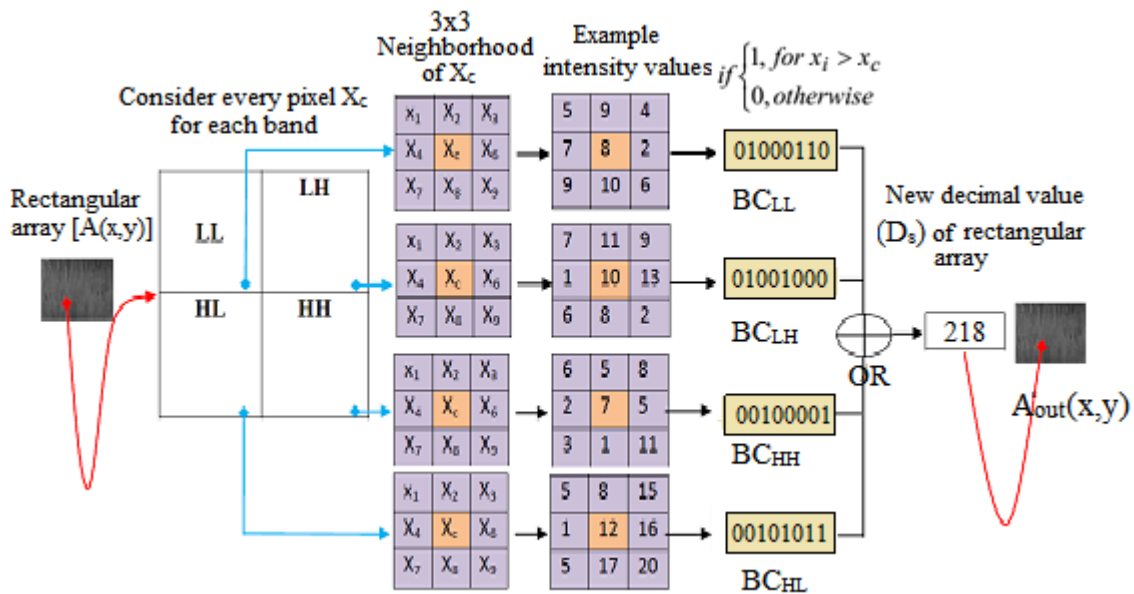 Rectangular
array [A(x,y)]
Consider every pixel Xc
for each band
LL
LH
HL
HH
3x3
Neighborhood
of Xc
x1 X2 X3
X4 Xc X6
X7 X8 X9
x1 X2 X3
X4 Xc X6
X7 X8 X9
x1 X2 X3
X4 Xc X6
X7 X8 X9
x1 X2 X3
X4 Xc X6
X7 X8 X9
Example
intensity values
5 9 4
7 8 2
9 10 6
7 11 9
1 10 13
6 8 2
6 5 8
2 7 5
3 1 11
5 8 15
1 12 16
5 17 20
if {1, for xi > xc
0, otherwise
01000110
BCLL
01001000
BCLH
00100001
BCHH
00101011
BCHL
OR
New decimal value
(Ds) of rectangular
array
218
Aout(x,y)